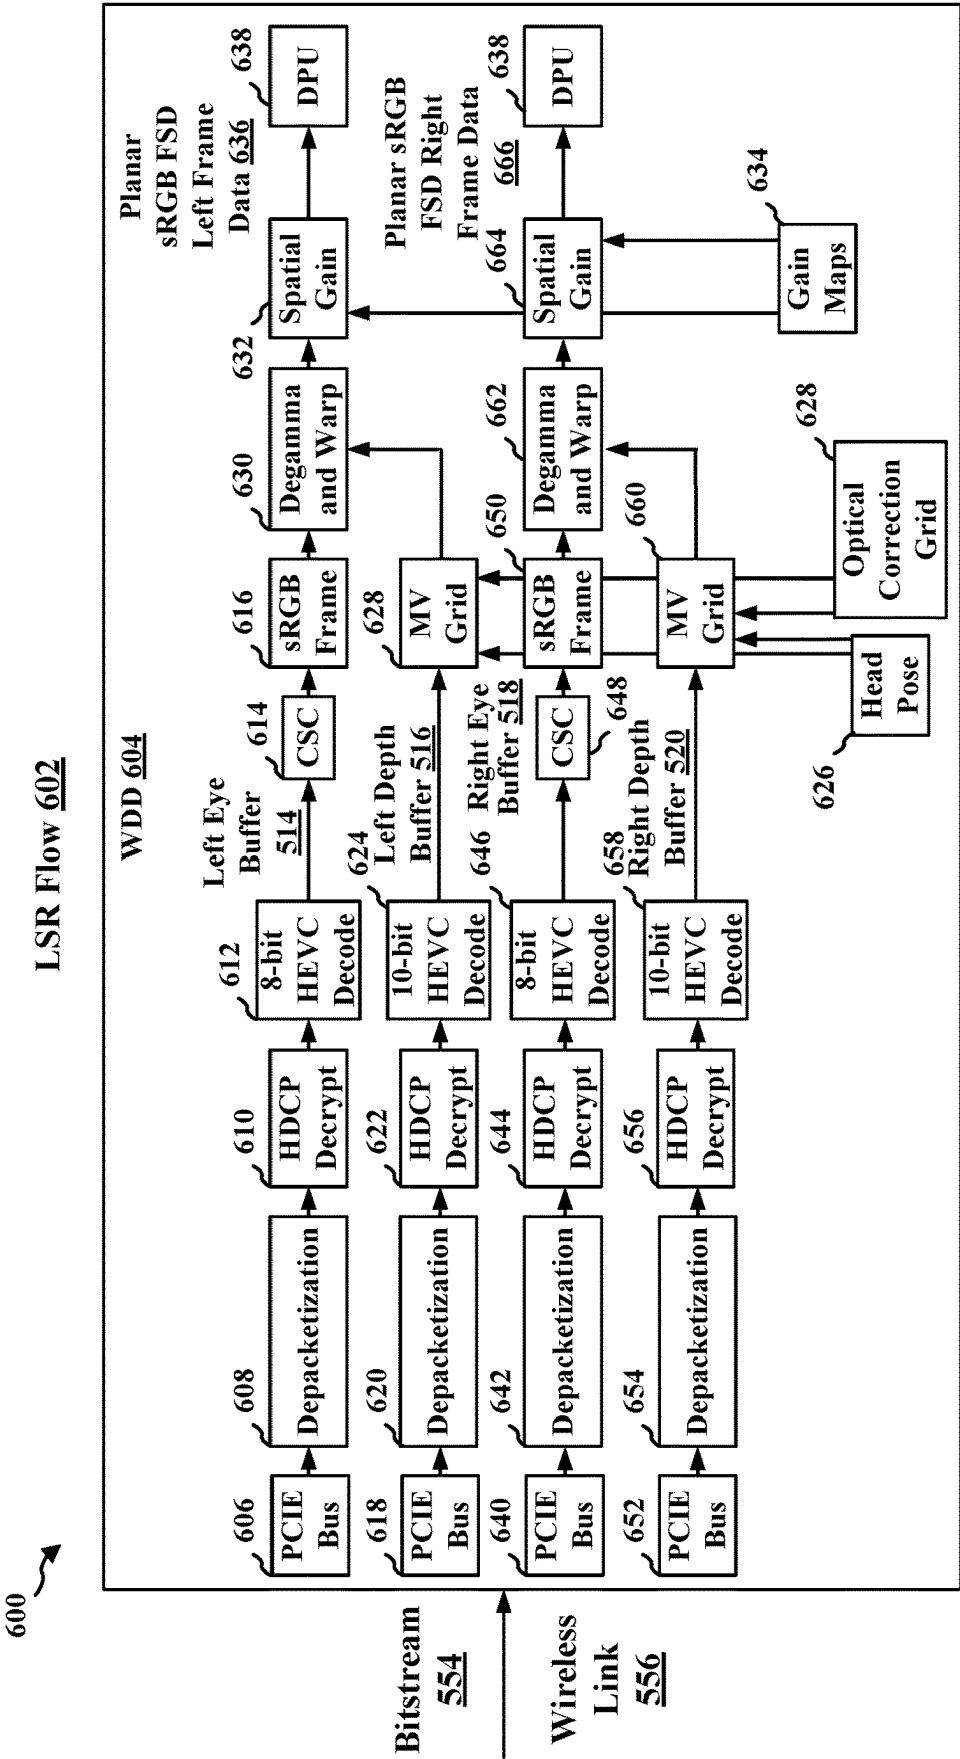 LSR Flow 602
600
WDD 604
Bitstream
554
Wireless
Link
556
606
PCIE
Bus
608
Depacketization
610
HDCP
Decrypt
612
8-bit
HEVC
Decode
Left Eye
Buffer
514
614
CSC
616
sRGB
Frame
630
Degamma
and Warp
632
Spatial
Gain
Planar
sRGB FSD
Left Frame
Data 636
638
DPU
618
PCIE
Bus
620
Depacketization
622
HDCP
Decrypt
624
10-bit
HEVC
Decode
Left Depth
Buffer 516
628
MV
Grid
640
PCIE
Bus
642
Depacketization
644
HDCP
Decrypt
646
8-bit
HEVC
Decode
Right Eye
Buffer 518
CSC
648
650
sRGB
Frame
662
Degamma
and Warp
664
Spatial
Gain
Planar sRGB
FSD Right
Frame Data
666
638
DPU
652
PCIE
Bus
654
Depacketization
656
HDCP
Decrypt
658
10-bit
HEVC
Decode
Right Depth
Buffer 520
660
MV
Grid
626
Head
Pose
628
Optical
Correction
Grid
634
Gain
Maps